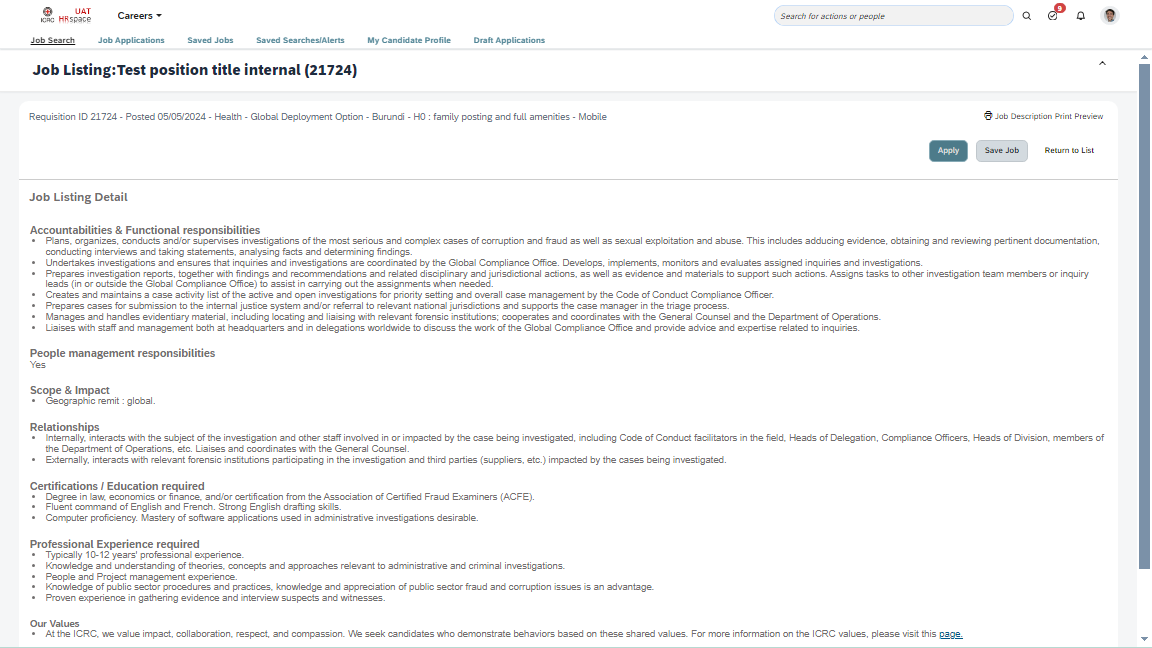 UAT
ICRC HRspace
Careers
Search for actions or people
9
Job Search Job Applications Saved Jobs Saved Searches/Alerts My Candidate Profile Draft Applications
Job Listing:Test position title internal (21724)
Requisition ID 21724 - Posted 05/05/2024 - Health - Global Deployment Option - Burundi - H0 : family posting and full amenities - Mobile
Job Description Print Preview
Apply Save Job Return to List
Job Listing Detail
Accountabilities & Functional responsibilities
• Plans, organizes, conducts and/or supervises investigations of the most serious and complex cases of corruption and fraud as well as sexual exploitation and abuse. This includes adducing evidence, obtaining and reviewing pertinent documentation,
conducting interviews and taking statements, analysing facts and determining findings.
• Undertakes investigations and ensures that inquiries and investigations are coordinated by the Global Compliance Office. Develops, implements, monitors and evaluates assigned inquiries and investigations.
• Prepares investigation reports, together with findings and recommendations and related disciplinary and jurisdictional actions, as well as evidence and materials to support such actions. Assigns tasks to other investigation team members or inquiry
leads (in or outside the Global Compliance Office) to assist in carrying out the assignments when needed.
• Creates and maintains a case activity list of the active and open investigations for priority setting and overall case management by the Code of Conduct Compliance Officer.
• Prepares cases for submission to the internal justice system and/or referral to relevant national jurisdictions and supports the case manager in the triage process.
• Manages and handles evidentiary material, including locating and liaising with relevant forensic institutions; cooperates and coordinates with the General Counsel and the Department of Operations.
• Liaises with staff and management both at headquarters and in delegations worldwide to discuss the work of the Global Compliance Office and provide advice and expertise related to inquiries.
People management responsibilities
Yes
Scope & Impact
• Geographic remit : global.
Relationships
• Internally, interacts with the subject of the investigation and other staff involved in or impacted by the case being investigated, including Code of Conduct facilitators in the field, Heads of Delegation, Compliance Officers, Heads of Division, members of
the Department of Operations, etc. Liaises and coordinates with the General Counsel.
• Externally, interacts with relevant forensic institutions participating in the investigation and third parties (suppliers, etc.) impacted by the cases being investigated.
Certifications / Education required
• Degree in law, economics or finance, and/or certification from the Association of Certified Fraud Examiners (ACFE).
• Fluent command of English and French. Strong English drafting skills.
• Computer proficiency. Mastery of software applications used in administrative investigations desirable.
Professional Experience required
• Typically 10-12 years' professional experience.
• Knowledge and understanding of theories, concepts and approaches relevant to administrative and criminal investigations.
• People and Project management experience.
• Knowledge of public sector procedures and practices, knowledge and appreciation of public sector fraud and corruption issues is an advantage.
• Proven experience in gathering evidence and interview suspects and witnesses.
Our Values
• At the ICRC, we value impact, collaboration, respect, and compassion. We seek candidates who demonstrate behaviors based on these shared values. For more information on the ICRC values, please visit this page.